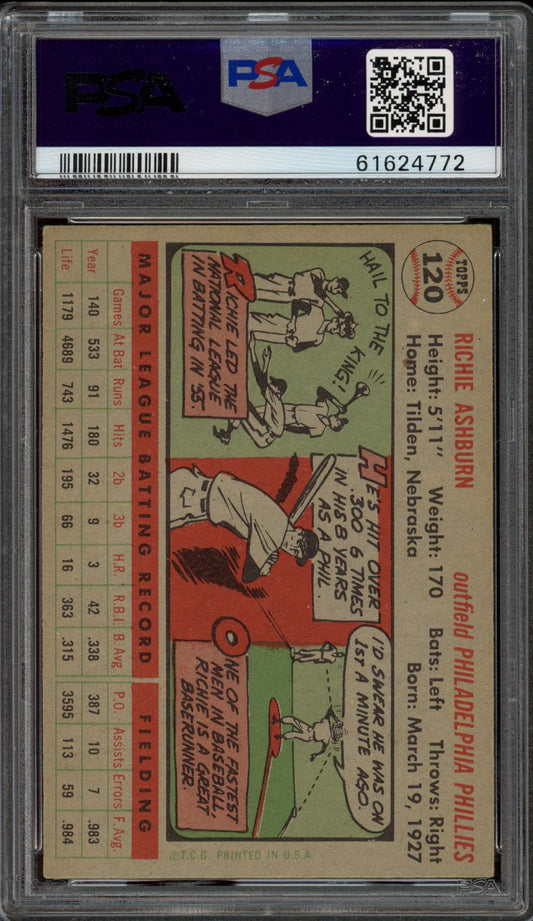 PSA
PSA
61624772
TOPPS
120
RICHIE ASHBURN outfield PHILADELPHIA PHILLIES
Height: 5'11" Weight: 170 Bats: Left Throws: Right
Home: Tilden, Nebraska Born: March 19, 1927
HAIL TO THE KING!
RICHIE LED THE
NATIONAL LEAGUE
IN BATTING IN '55.
HE'S HIT OVER
.300 6 TIMES
IN HIS 8 YEARS
AS A PHIL.
I'D SWEAR HE WAS ON
1ST A MINUTE AGO.
ONE OF THE FASTEST
MEN IN BASEBALL,
RICHIE IS A GREAT
BASERUNNER.
MAJOR LEAGUE BATTING RECORD FIELDING
Games At Bat Runs Hits 2b 3b H.R. R.B.I. B Avg P.O. Assists Errors F. Avg.
Year 140 533 91 180 32 9 3 42 .338 387 10 7 .983
Life 1179 4689 743 1476 195 66 16 363 .315 3595 113 59 .984
©T.C.G. PRINTED IN U.S.A.